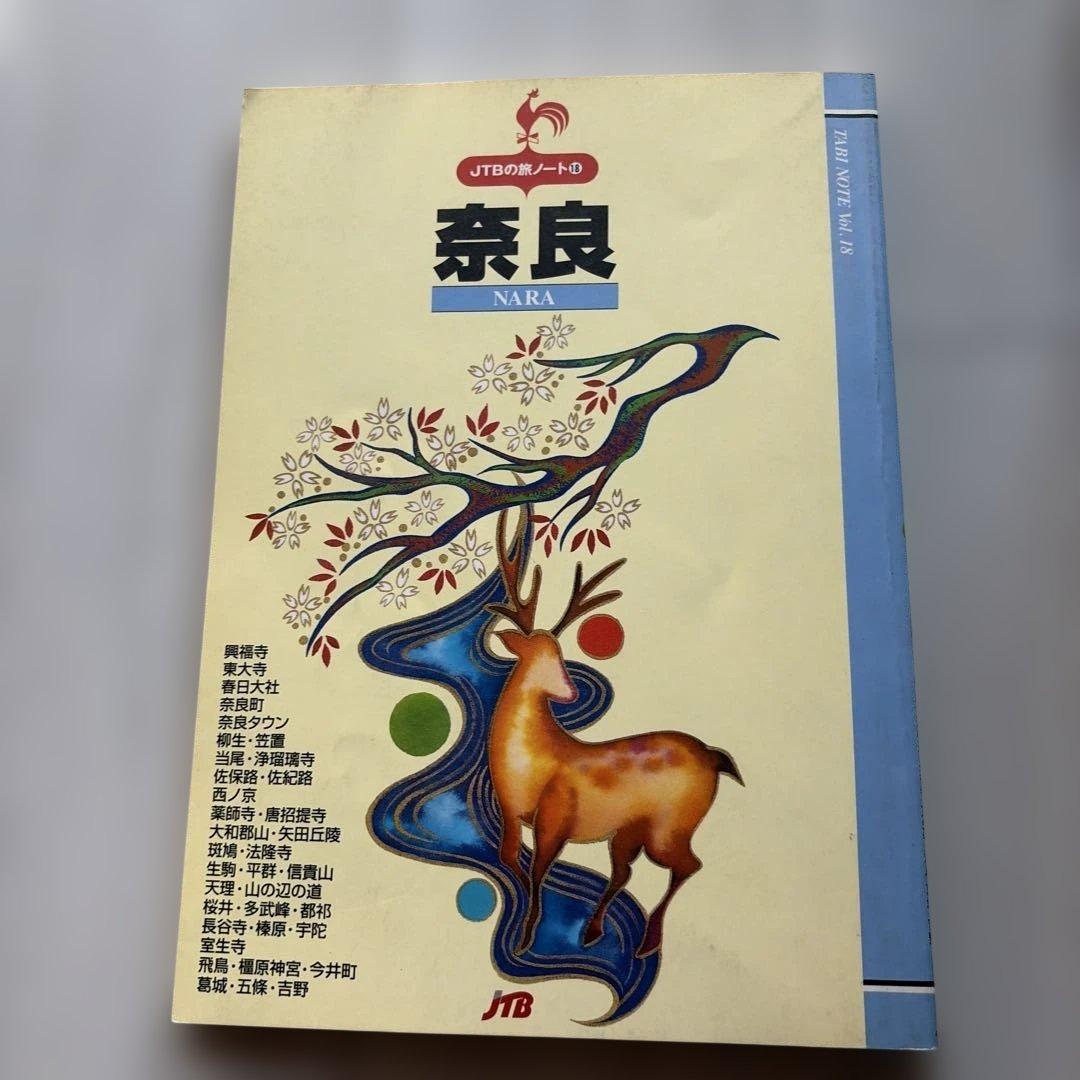 JTBの旅ノート18
奈良
NARA
TABI NOTE Vol. 18
興福寺
東大寺
春日大社
奈良町
奈良タウン
柳生・笠置
当尾・浄瑠璃寺
佐保路・佐紀路
西ノ京
薬師寺・唐招提寺
大和郡山・矢田丘陵
斑鳩・法隆寺
生駒・平群・信貴山
天理・山の辺の道
桜井・多武峰・都祁
長谷寺・榛原・宇陀
室生寺
飛鳥・橿原神宮・今井町
葛城・五條・吉野
JTB